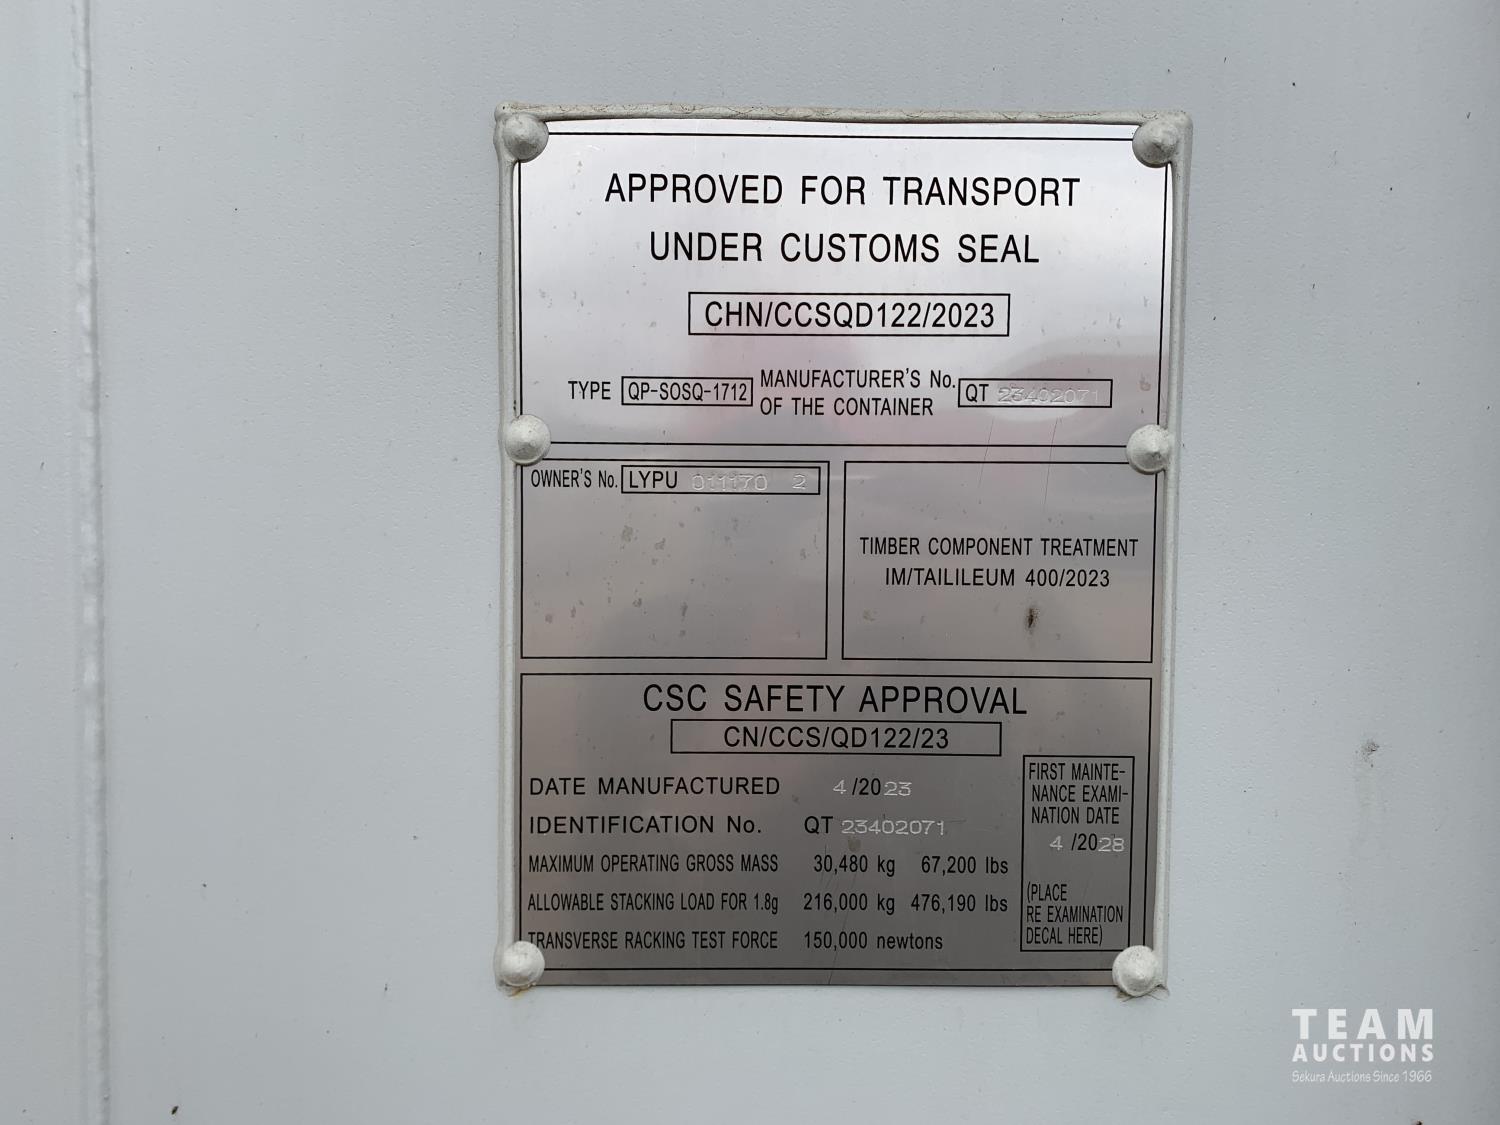 APPROVED FOR TRANSPORT
UNDER CUSTOMS SEAL
CHN/CCSQD122/2023
TYPE QP-SOSQ-1712 MANUFACTURER'S No. QT 23402071
OF THE CONTAINER
OWNER'S No. LYPU 011170 2
TIMBER COMPONENT TREATMENT
IM/TAILILEUM 400/2023
CSC SAFETY APPROVAL
CN/CCS/QD122/23
DATE MANUFACTURED 4 /2023
IDENTIFICATION No. QT 23402071
MAXIMUM OPERATING GROSS MASS 30,480 kg 67,200 lbs
ALLOWABLE STACKING LOAD FOR 1.8g 216,000 kg 476,190 lbs
TRANSVERSE RACKING TEST FORCE 150,000 newtons
FIRST MAINTE-
NANCE EXAMI-
NATION DATE
4 /2028
(PLACE
RE EXAMINATION
DECAL HERE)
TEAM
AUCTIONS
Sekura Auctions Since 1966